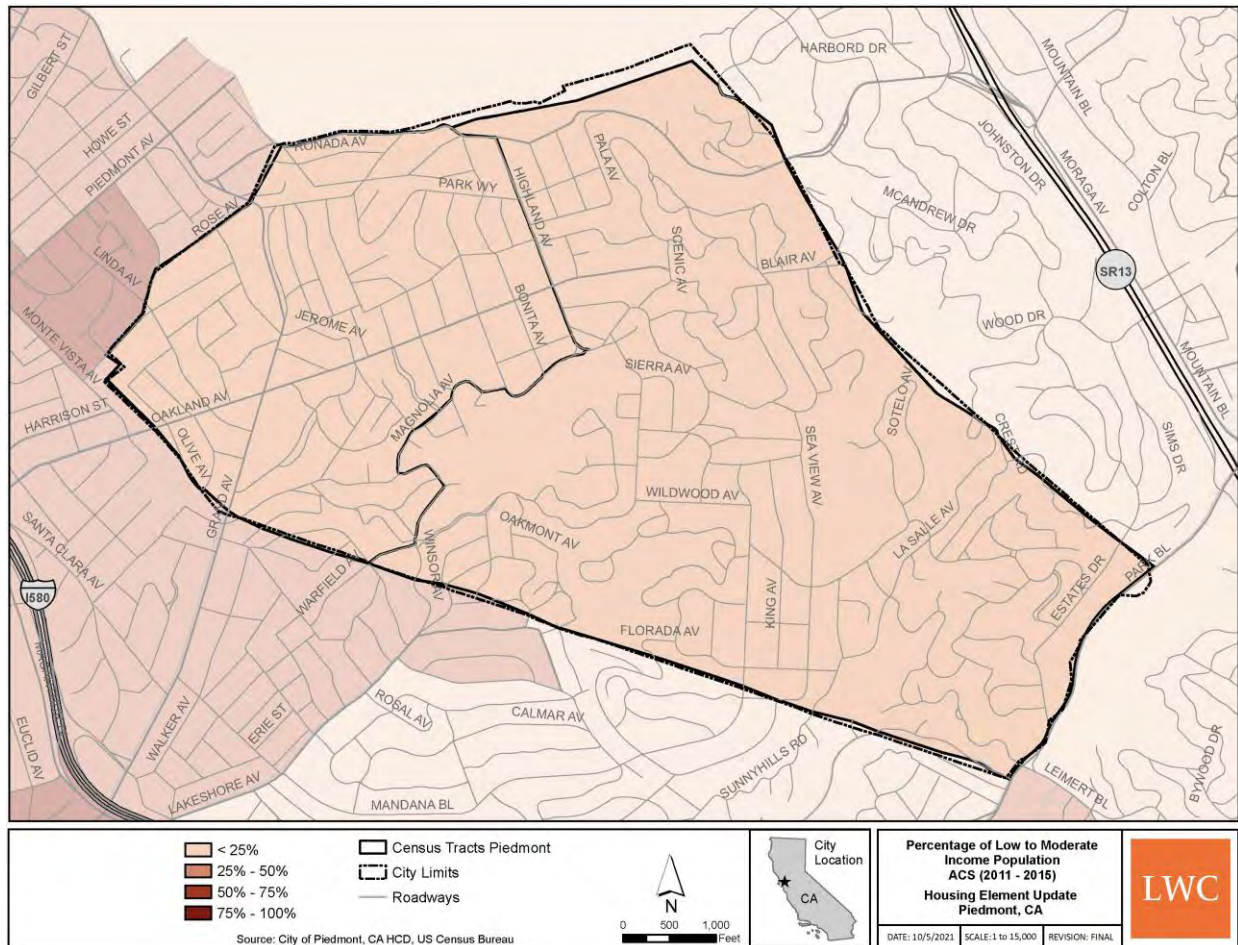 GILBERT ST
HOWE ST
PIEDMONT AV
HARBORD DR
MOUNTAIN BL
MORAGA AV
COLTON BL
JOHNSTON DR
MCANDREW DR
SR13
WOOD DR
MOUNTAIN BL
SIMS DR
RONADA AV
PARK WY
HIGHLAND AV
PALA AV
ROSE AV
LINDA AV
SCENIC AV
BLAIR AV
BONITA AV
JEROME AV
MONTE VISTA AV
SIERRA AV
HARRISON ST
OAKLAND AV
MAGNOLIA AV
SOTELO AV
OLIVE AV
SEA VIEW AV
GRAND AV
WILDWOOD AV
OAKMONT AV
LA SALLE AV
SANTA CLARA AV
WINSOR AV
PARK BL
ESTATES DR
I580
WARFIELD
KING AV
FLORADA AV
ROSAL AV
CALMAR AV
ERIE ST
WALKER AV
EUCLID AV
SUNNYHILLS RD
LAKESHORE AV
MANDANA BL
LEIMERT BL
BYWOOD DR
< 25%
25% - 50%
50% - 75%
75% - 100%
Census Tracts Piedmont
City Limits
Roadways
Source: City of Piedmont, CA HCD, US Census Bureau
N
0 500 1,000
Feet
City
Location
CA
Percentage of Low to Moderate
Income Population
ACS (2011 - 2015)
Housing Element Update
Piedmont, CA
DATE: 10/5/2021 SCALE: 1 to 15,000 REVISION: FINAL
LWC